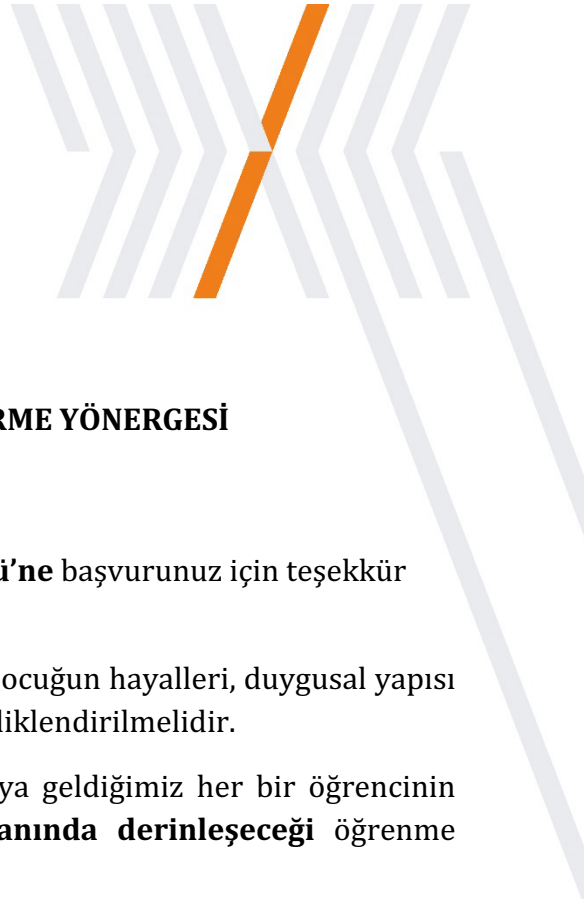 RME YÖNERGESİ
ü’ne başvurunuz için teşekkür
ocuğun hayalleri, duygusal yapısı
liklendirilmelidir.
ya geldiğimiz her bir öğrencinin
anında derinleşeceği öğrenme